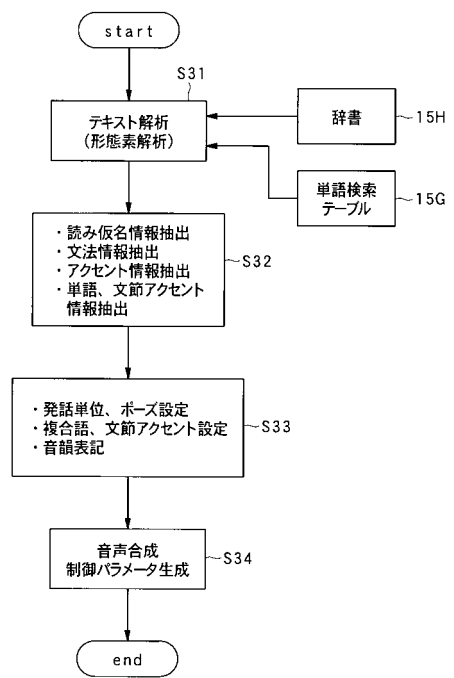 start
S31
テキスト解析
(形態素解析)
辞書
15H
単語検索
テーブル
15G
・読み仮名情報抽出
・文法情報抽出
・アクセント情報抽出
・単語、文節アクセント
情報抽出
S32
・発話単位、ポーズ設定
・複合語、文節アクセント設定
・音韻表記
S33
音声合成
制御パラメータ生成
S34
end